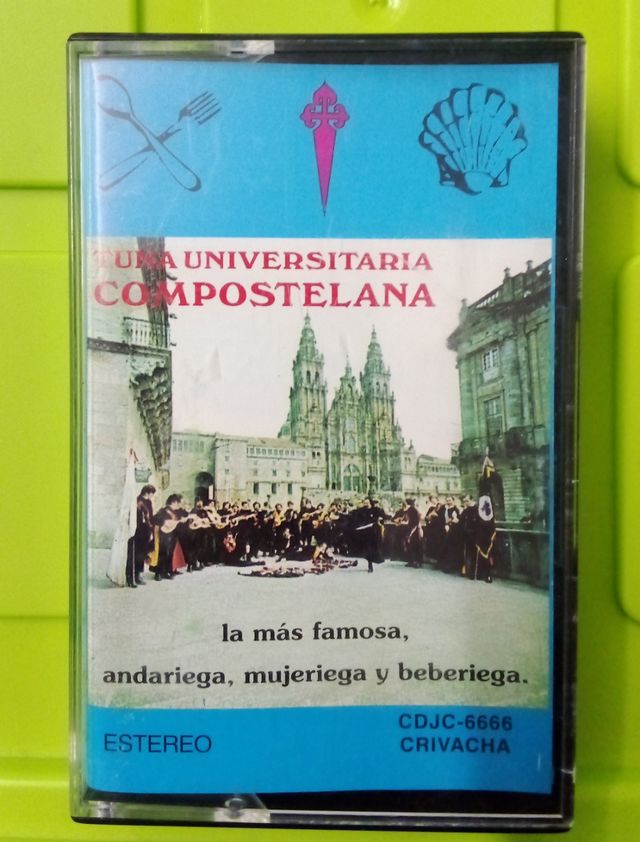 TUNA UNIVERSITARIA
COMPOSTELANA
la más famosa,
andariega, mujeriega y beberiega.
ESTEREO
CDJC-6666
CRIVACHA